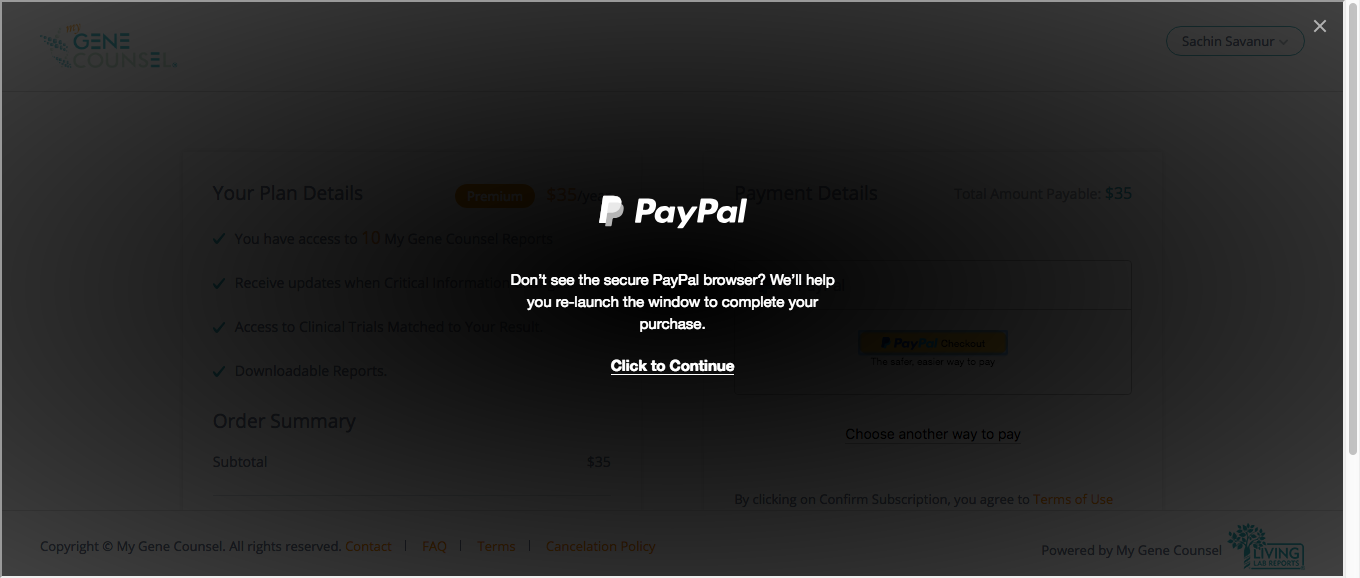 my
GENE
COUNSEL
Sachin Savanur
Your Plan Details
Premium
$35/year
Payment Details
Total Amount Payable: $35
PayPal
You have access to 10 My Gene Counsel Reports.
Receive updates when Critical Information
Don't see the secure PayPal browser? We'll help
you re-launch the window to complete your
purchase.
Access to Clinical Trials Matched to Your Result.
PayPal Checkout
The safer, easier way to pay
Downloadable Reports.
Click to Continue
Order Summary
Choose another way to pay
Subtotal
$35
By clicking on Confirm Subscription, you agree to Terms of Use
Copyright © My Gene Counsel. All rights reserved. Contact | FAQ | Terms | Cancelation Policy
Powered by My Gene Counsel
LIVING
LAB REPORTS